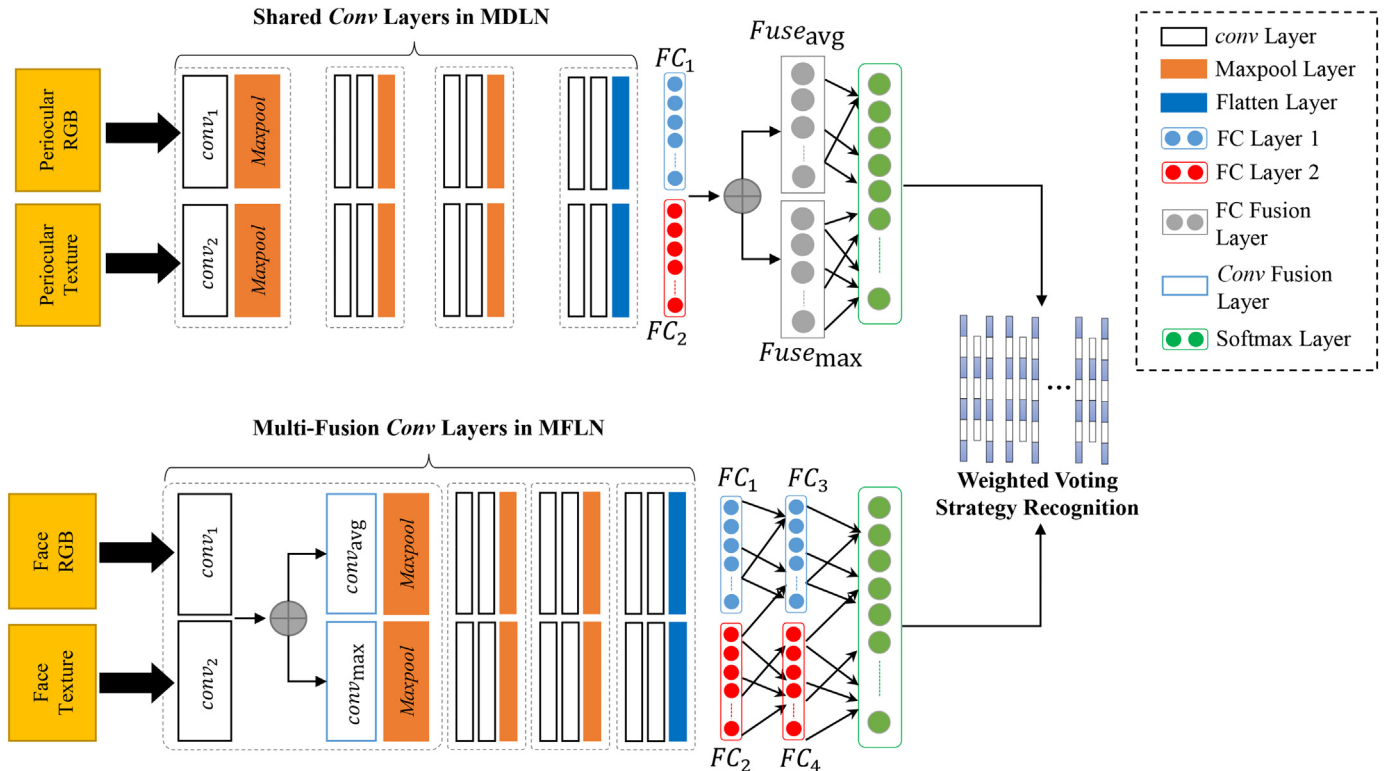 Shared Conv Layers in MDLN
Periocular
RGB
conv1
Maxpool
FC1
Fuseavg
Periocular
Texture
conv2
Maxpool
FC2
Fusemax
conv Layer
Maxpool Layer
Flatten Layer
FC Layer 1
FC Layer 2
FC Fusion
Layer
Conv Fusion
Layer
Softmax Layer
...
Weighted Voting
Strategy Recognition
Multi-Fusion Conv Layers in MFLN
Face
RGB
conv1
convavg
Maxpool
FC1
FC3
Face
Texture
conv2
convmax
Maxpool
FC2
FC4